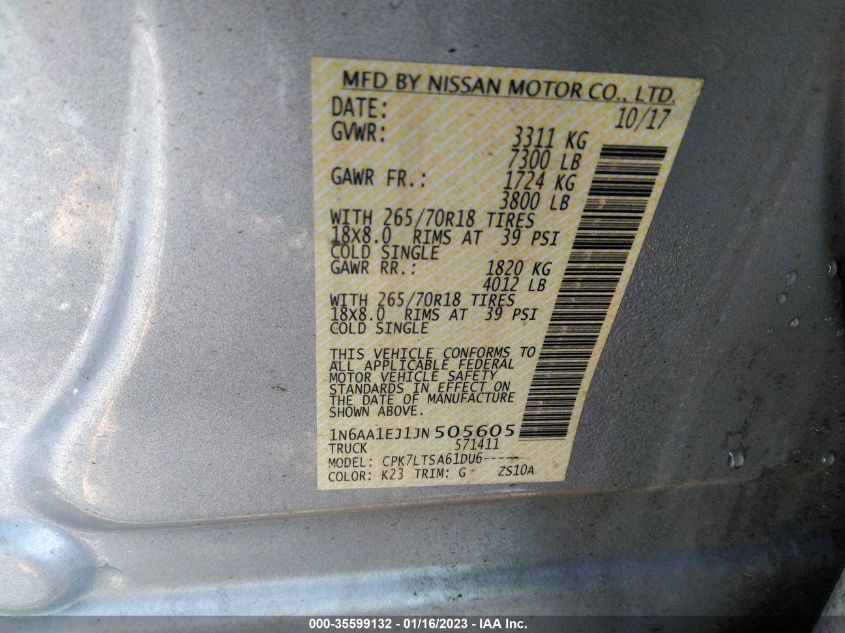 MFD BY NISSAN MOTOR CO., LTD.
DATE: 10/17
GVWR: 3311 KG
7300 LB
GAWR FR.: 1724 KG
3800 LB
WITH 265/70R18 TIRES
18X8.0 RIMS AT 39 PSI
COLD SINGLE
GAWR RR.: 1820 KG
4012 LB
WITH 265/70R18 TIRES
18X8.0 RIMS AT 39 PSI
COLD SINGLE
THIS VEHICLE CONFORMS TO
ALL APPLICABLE FEDERAL
MOTOR VEHICLE SAFETY
STANDARDS IN EFFECT ON
THE DATE OF MANUFACTURE
SHOWN ABOVE.
1N6AA1EJ1JN505605
TRUCK 571411
MODEL: CPK7LTSA61DU6-----
COLOR: K23 TRIM: G ZS10A
000-35599132 - 01/16/2023 - IAA Inc.